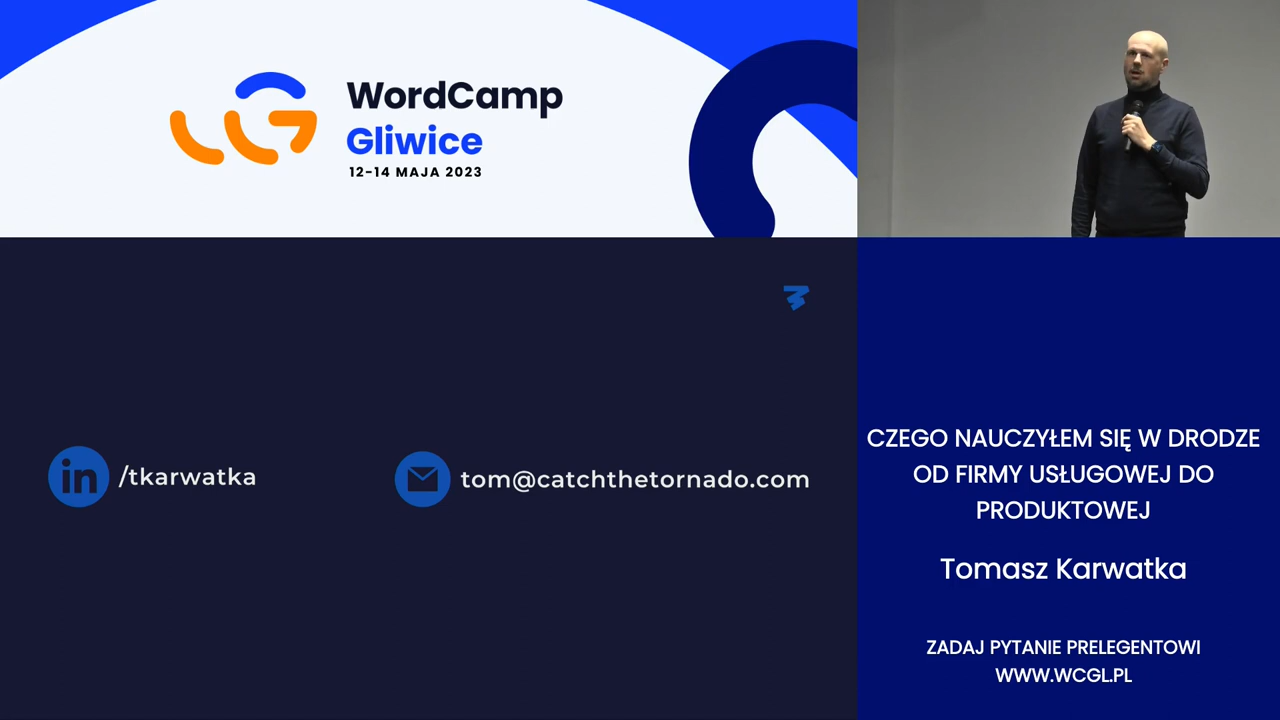 WordCamp
Gliwice
12-14 MAJA 2023
/tkarwatka
tom@catchthetornado.com
CZEGO NAUCZYŁEM SIĘ W DRODZE
OD FIRMY USŁUGOWEJ DO
PRODUKTOWEJ
Tomasz Karwatka
ZADAJ PYTANIE PRELEGENTOWI
WWW.WCGL.PL